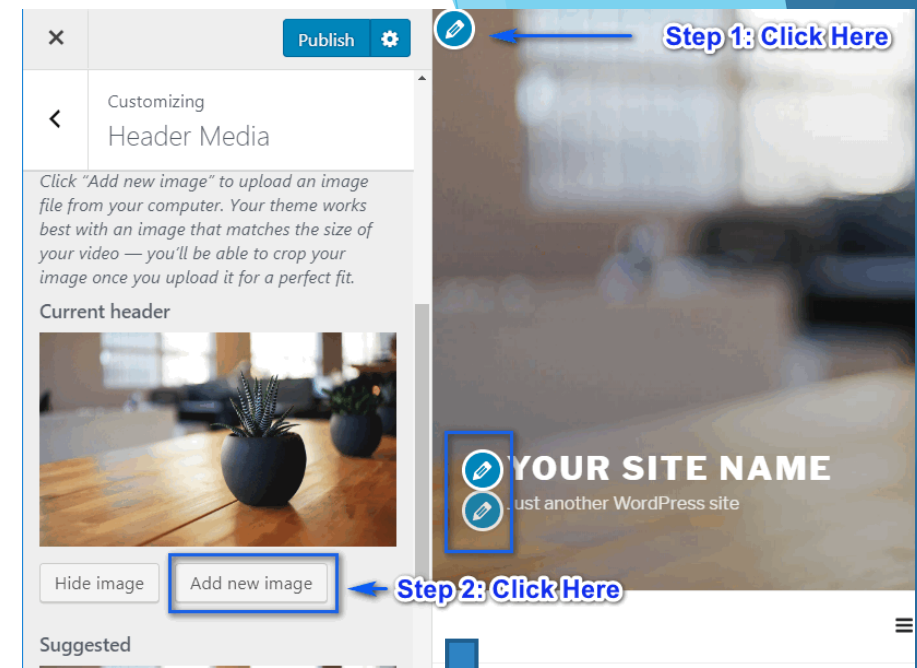 Publish
Step 1: Click Here
Customizing
Header Media
Click “Add new image” to upload an image
file from your computer. Your theme works
best with an image that matches the size of
your video — you’ll be able to crop your
image once you upload it for a perfect fit.
Current header
YOUR SITE NAME
Just another WordPress site
Hide image
Add new image
Step 2: Click Here
Suggested